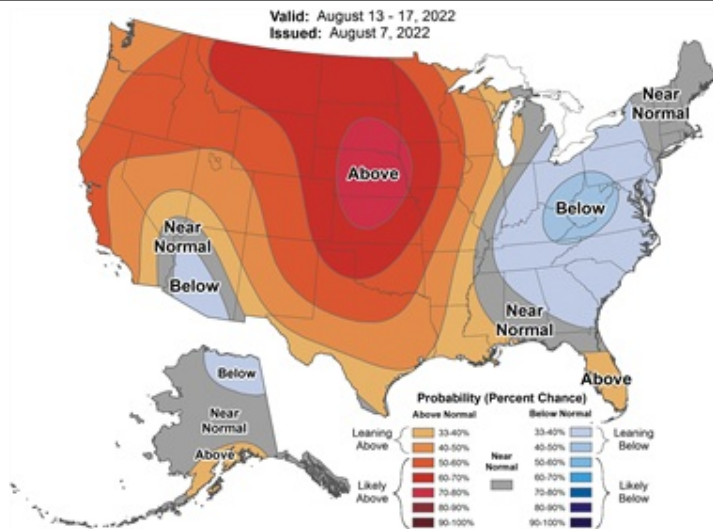 Valid: August 13 - 17, 2022
Issued: August 7, 2022
Near
Normal
Above
Below
Near
Normal
Below
Near
Normal
Above
Below
Near
Normal
Above
Probability (Percent Chance)
Above Normal
Below Normal
Leaning
Above
33-40%
40-50%
50-60%
60-70%
70-80%
80-90%
90-100%
Likely
Above
Near
Normal
33-40%
40-50%
50-60%
60-70%
70-80%
80-90%
90-100%
Leaning
Below
Likely
Below